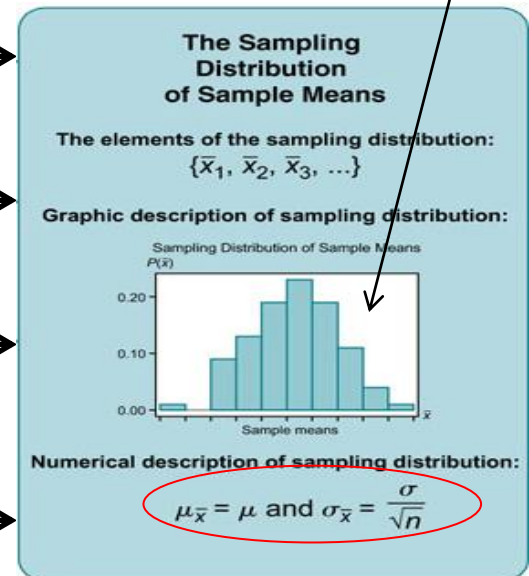 The Sampling
Distribution
of Sample Means
The elements of the sampling distribution:
{x̄₁, x̄₂, x̄₃, ...}
Graphic description of sampling distribution:
Sampling Distribution of Sample Means
P(x̄)
0.20
0.10
0.00
x̄
Sample means
Numerical description of sampling distribution:
μₓ̄ = μ and σₓ̄ = σ/√n